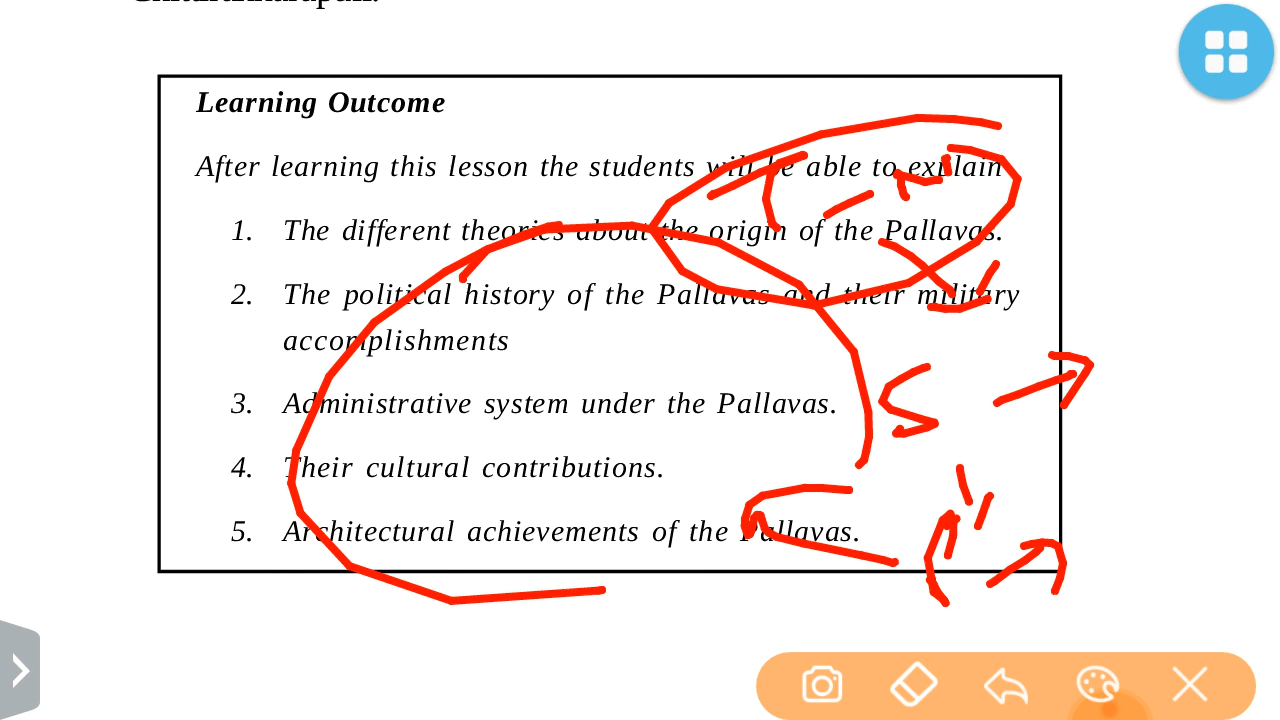 Learning Outcome
After learning this lesson the students will be able to explain
1. The different theories about the origin of the Pallavas.
2. The political history of the Pallavas and their military
accomplishments
3. Administrative system under the Pallavas.
4. Their cultural contributions.
5. Architectural achievements of the Pallavas.